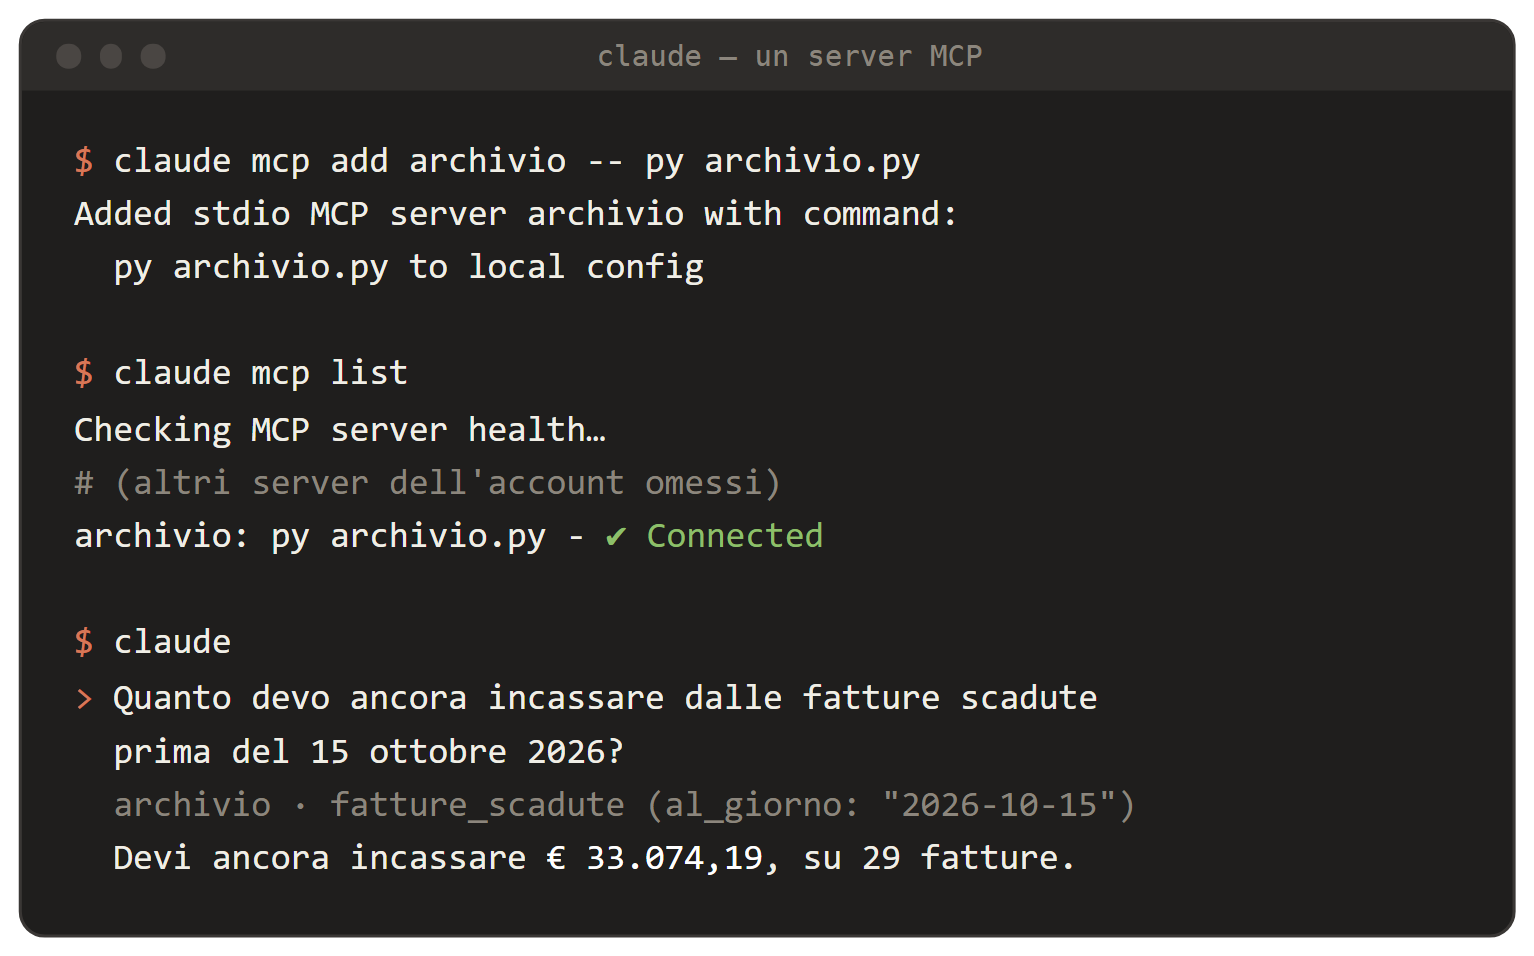 claude — un server MCP
$ claude mcp add archivio -- py archivio.py
Added stdio MCP server archivio with command:
py archivio.py to local config
$ claude mcp list
Checking MCP server health…
# (altri server dell'account omessi)
archivio: py archivio.py - ✔ Connected
$ claude
> Quanto devo ancora incassare dalle fatture scadute
prima del 15 ottobre 2026?
archivio · fatture_scadute (al_giorno: "2026-10-15")
Devi ancora incassare € 33.074,19, su 29 fatture.